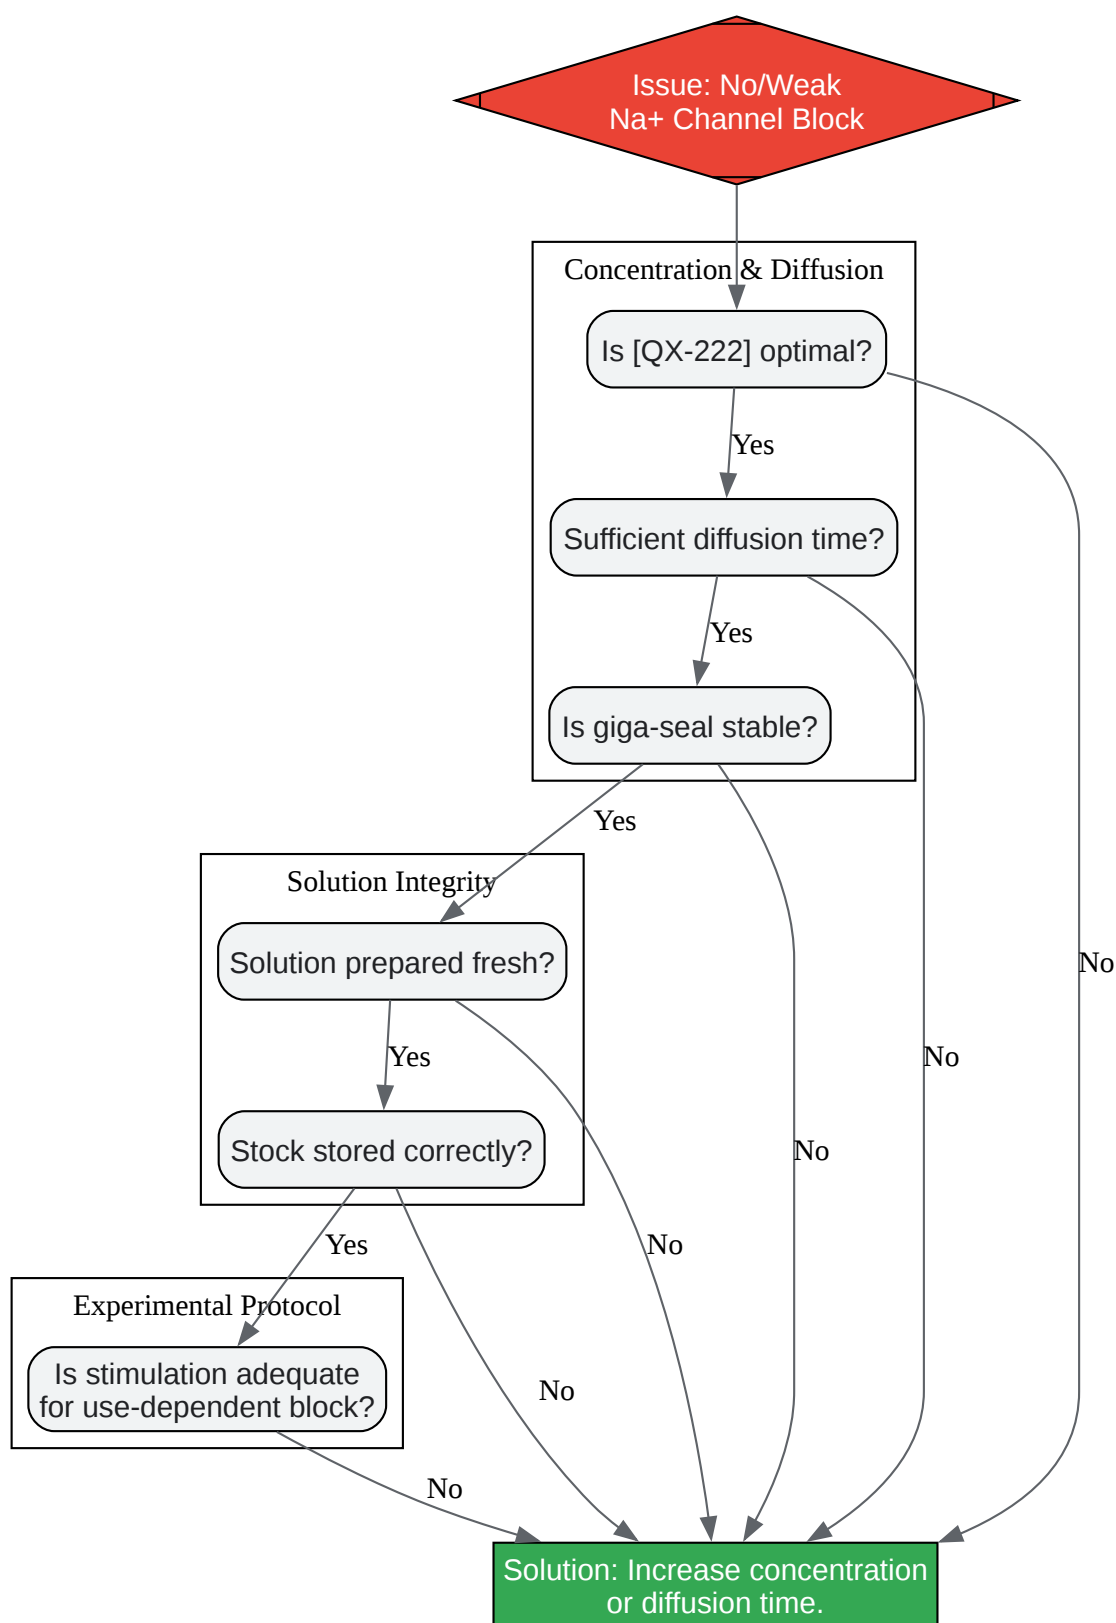 Issue: No/Weak
Na+ Channel Block
Concentration & Diffusion
Is [QX-222] optimal?
Yes
Sufficient diffusion time?
Yes
Is giga-seal stable?
Yes
Solution Integrity
Solution prepared fresh?
No
Yes
No
Stock stored correctly?
No
Yes
No
Experimental Protocol
Is stimulation adequate
for use-dependent block?
No
No
Solution: Increase concentration
or diffusion time.